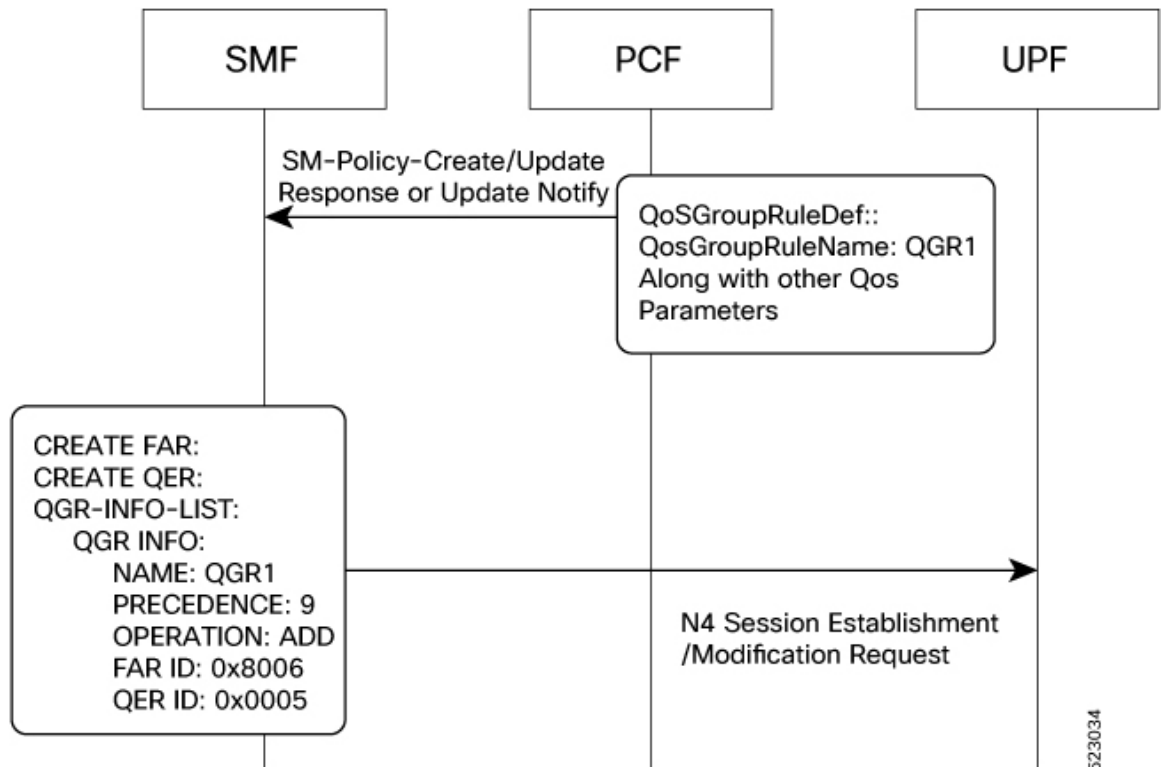 SMF
PCF
UPF
SM-Policy-Create/Update
Response or Update Notify
QoSGroupRuleDef::
QosGroupRuleName: QGR1
Along with other Qos
Parameters
CREATE FAR:
CREATE QER:
QGR-INFO-LIST:
QGR INFO:
NAME: QGR1
PRECEDENCE: 9
OPERATION: ADD
FAR ID: 0x8006
QER ID: 0x0005
N4 Session Establishment
/Modification Request
523034